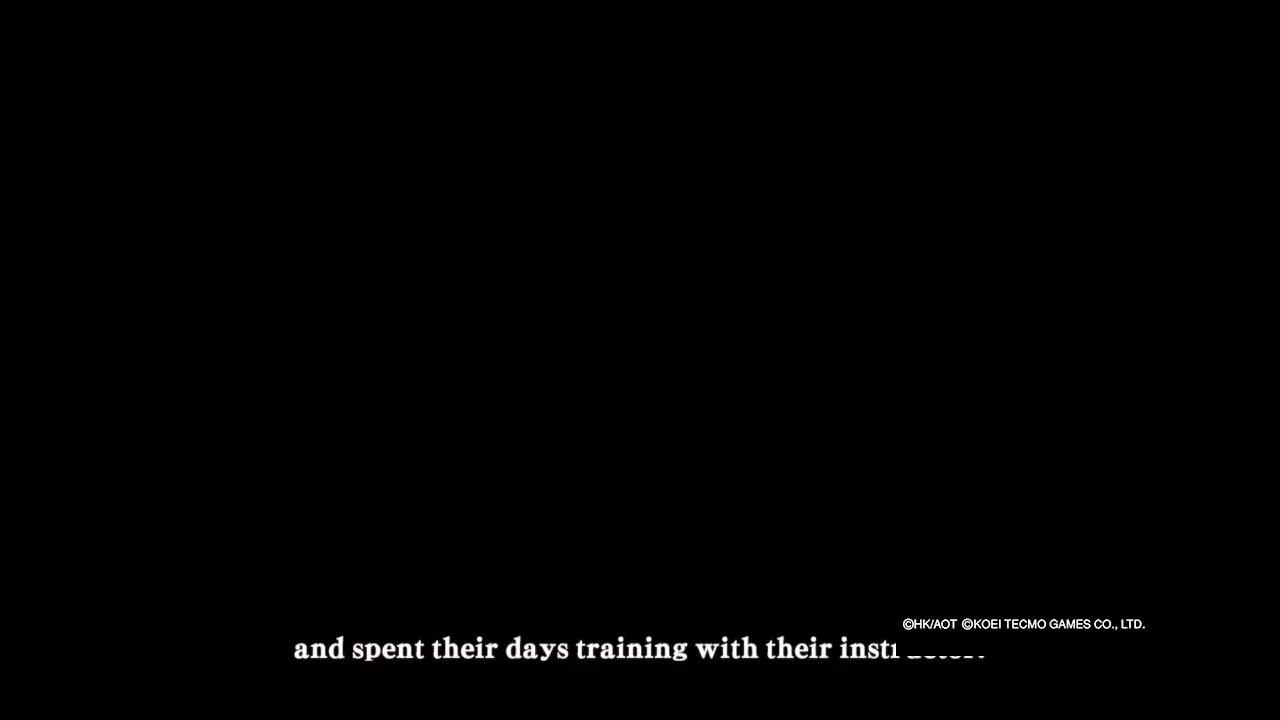 ©HK/AOT ©KOEI TECMO GAMES CO., LTD.
and spent their days training with their